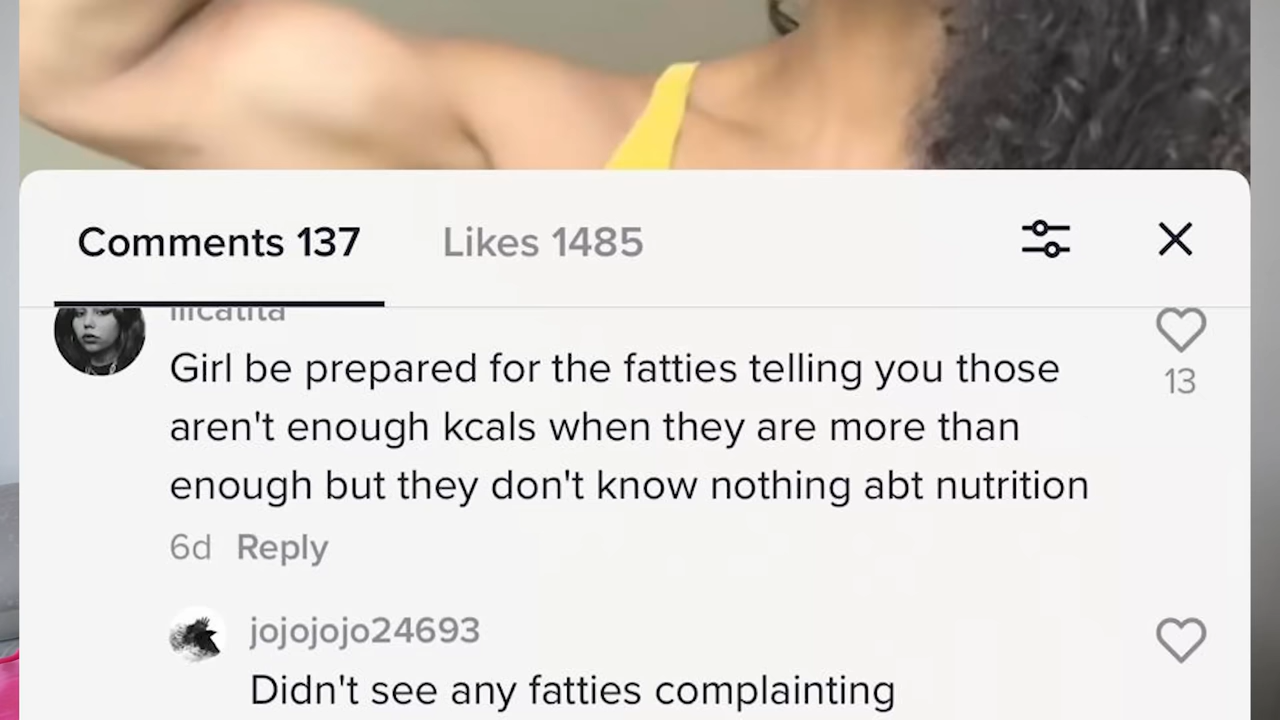 Comments 137 Likes 1485
Girl be prepared for the fatties telling you those
13
aren't enough kcals when they are more than
enough but they don't know nothing abt nutrition
6d Reply
jojojojo24693
Didn't see any fatties complainting